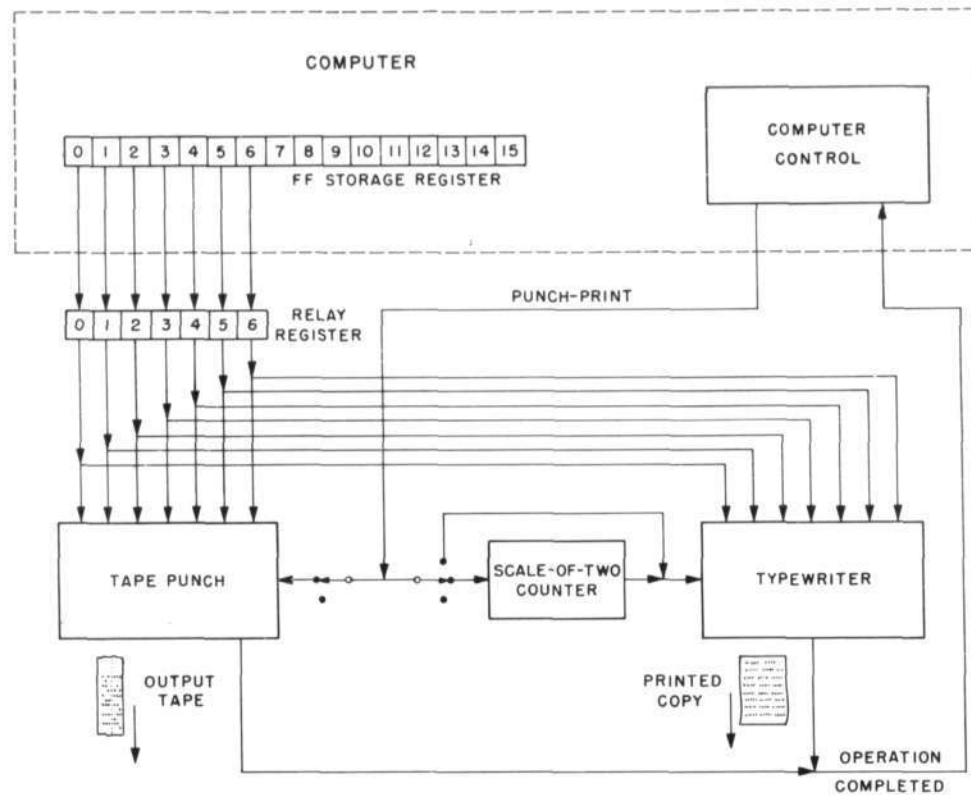 COMPUTER
COMPUTER
CONTROL
0 1 2 3 4 5 6 7 8 9 10 11 12 13 14 15
FF STORAGE REGISTER
PUNCH-PRINT
0 1 2 3 4 5 6
RELAY
REGISTER
TAPE PUNCH
SCALE-OF-TWO
COUNTER
TYPEWRITER
OUTPUT
TAPE
PRINTED
COPY
OPERATION
COMPLETED